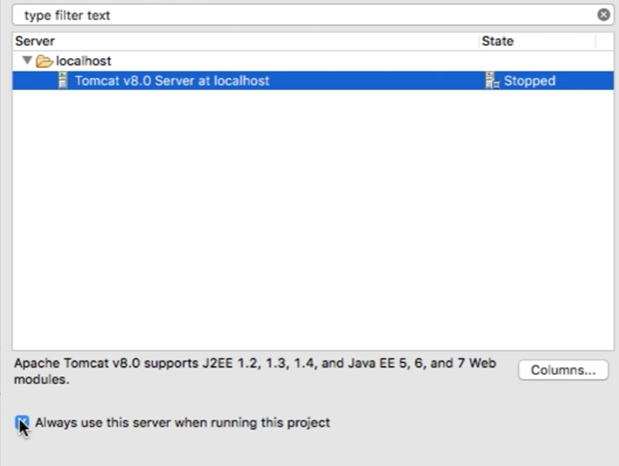 type filter text
Server State
localhost
Tomcat v8.0 Server at localhost Stopped
Apache Tomcat v8.0 supports J2EE 1.2, 1.3, 1.4, and Java EE 5, 6, and 7 Web
modules.
Columns...
Always use this server when running this project